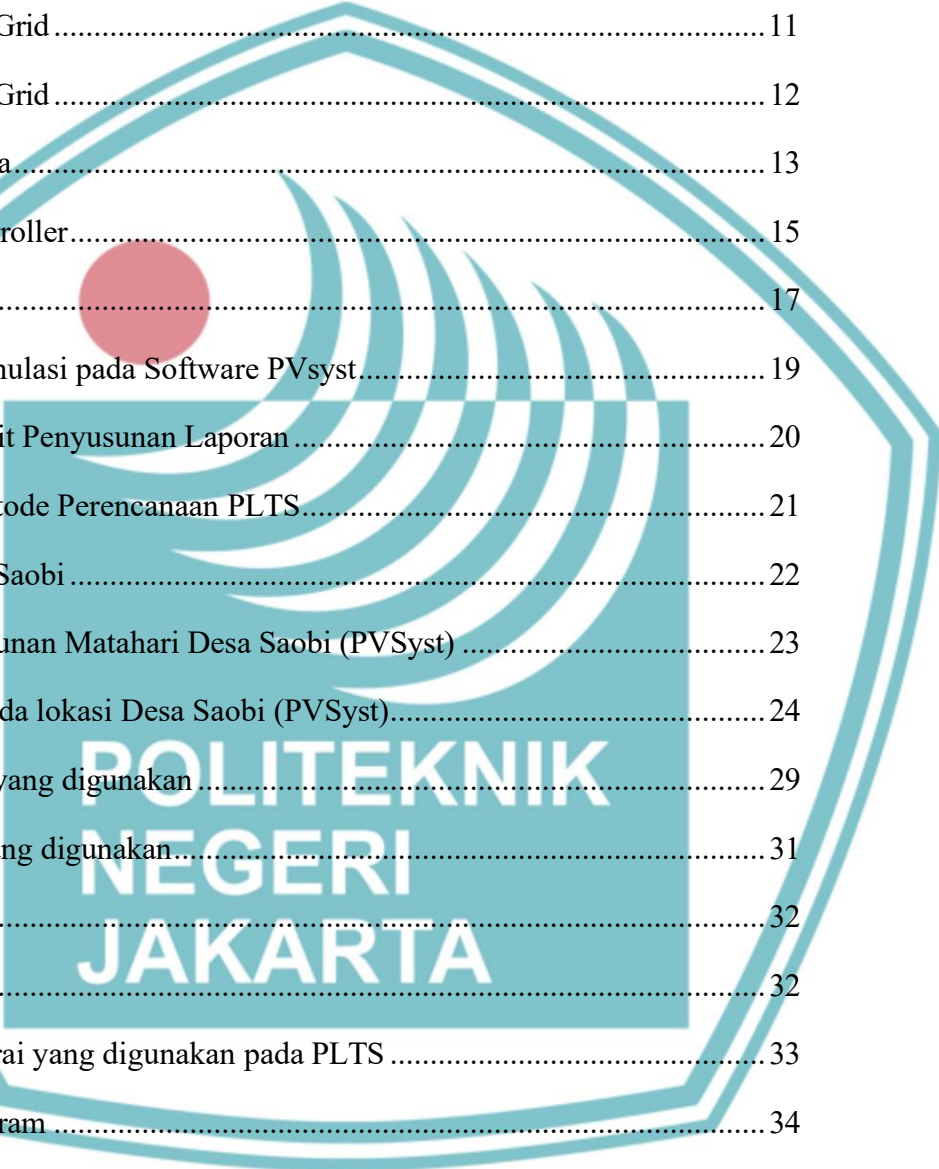 Grid ........................................ 11
Grid ........................................ 12
a ........................................ 13
roller ........................................ 15
........................................ 17
ulasi pada Software PVsyst ........................................ 19
it Penyusunan Laporan ........................................ 20
tode Perencanaan PLTS ........................................ 21
Saobi ........................................ 22
unan Matahari Desa Saobi (PVSyst) ........................................ 23
da lokasi Desa Saobi (PVSyst) ........................................ 24
yang digunakan ........................................ 29
ng digunakan ........................................ 31
........................................ 32
........................................ 32
rai yang digunakan pada PLTS ........................................ 33
ram ........................................ 34
POLITEKNIK
NEGERI
JAKARTA